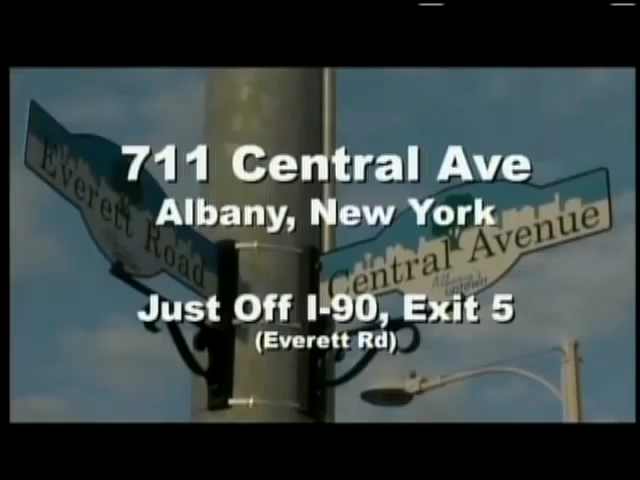 711 Central Ave
Albany, New York
Everett Road
Central Avenue
Just Off I-90, Exit 5
(Everett Rd)